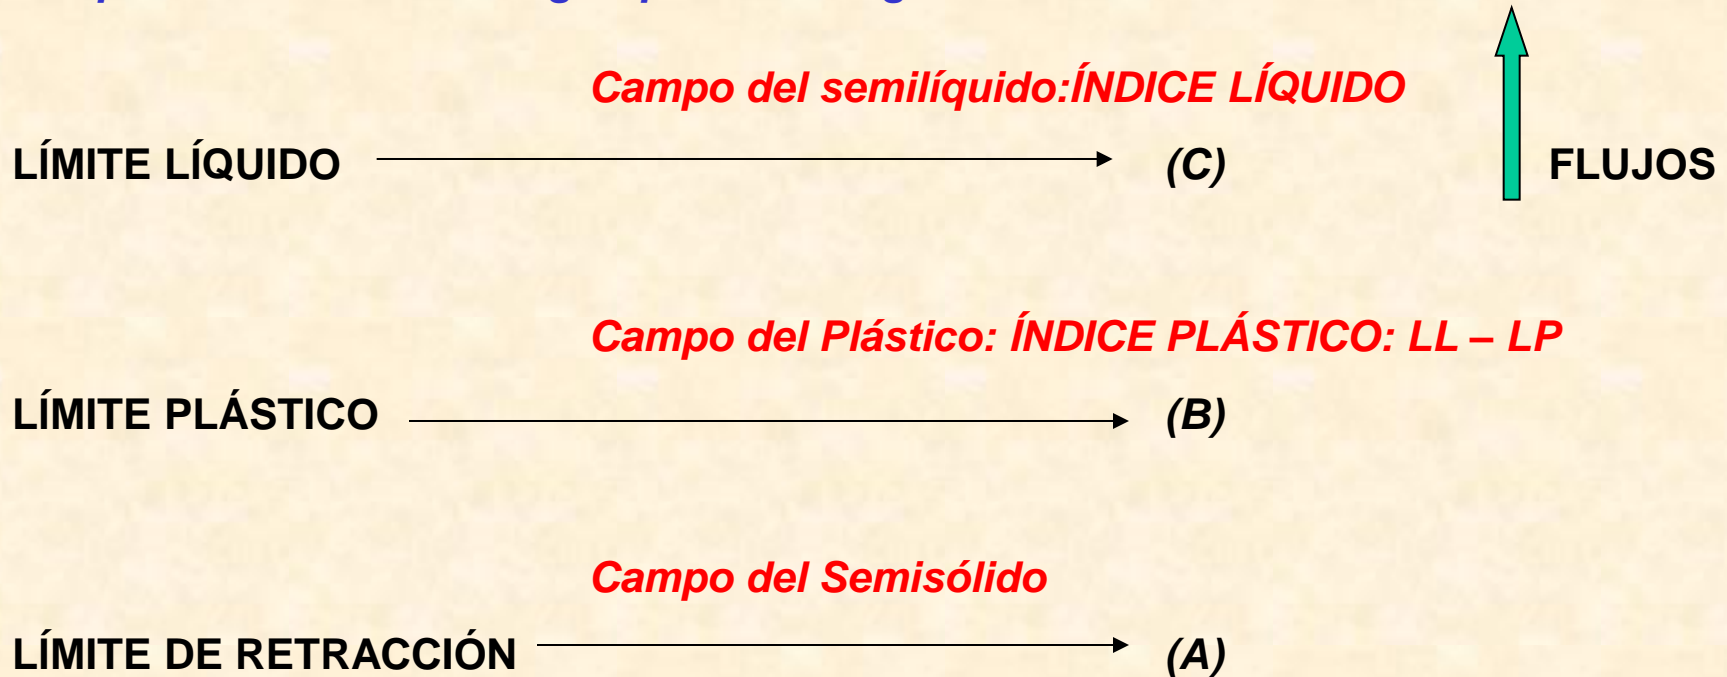 Campo del semilíquido:ÍNDICE LÍQUIDO
LÍMITE LÍQUIDO (C) FLUJOS
Campo del Plástico: ÍNDICE PLÁSTICO: LL – LP
LÍMITE PLÁSTICO (B)
Campo del Semisólido
LÍMITE DE RETRACCIÓN (A)